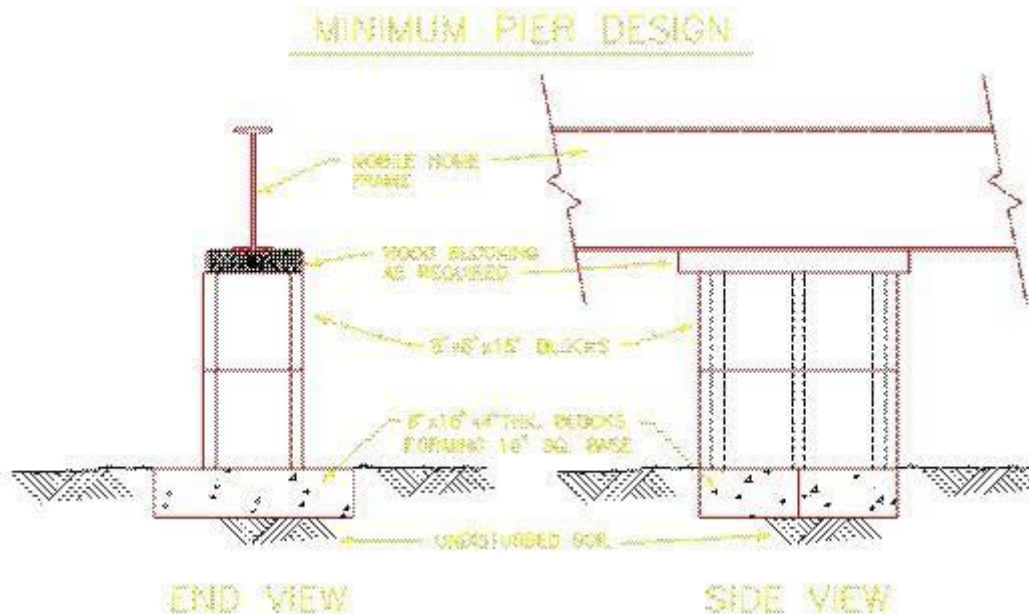 MINIMUM PIER DESIGN
MOBILE HOME
FRAME
WOOD BLOCKING
AS REQUIRED
8"x8"x16" BLOCKS
8"x16"x4"THK. BLOCKS
FORMING 16" SQ. BASE
UNDISTURBED SOIL
END VIEW
SIDE VIEW